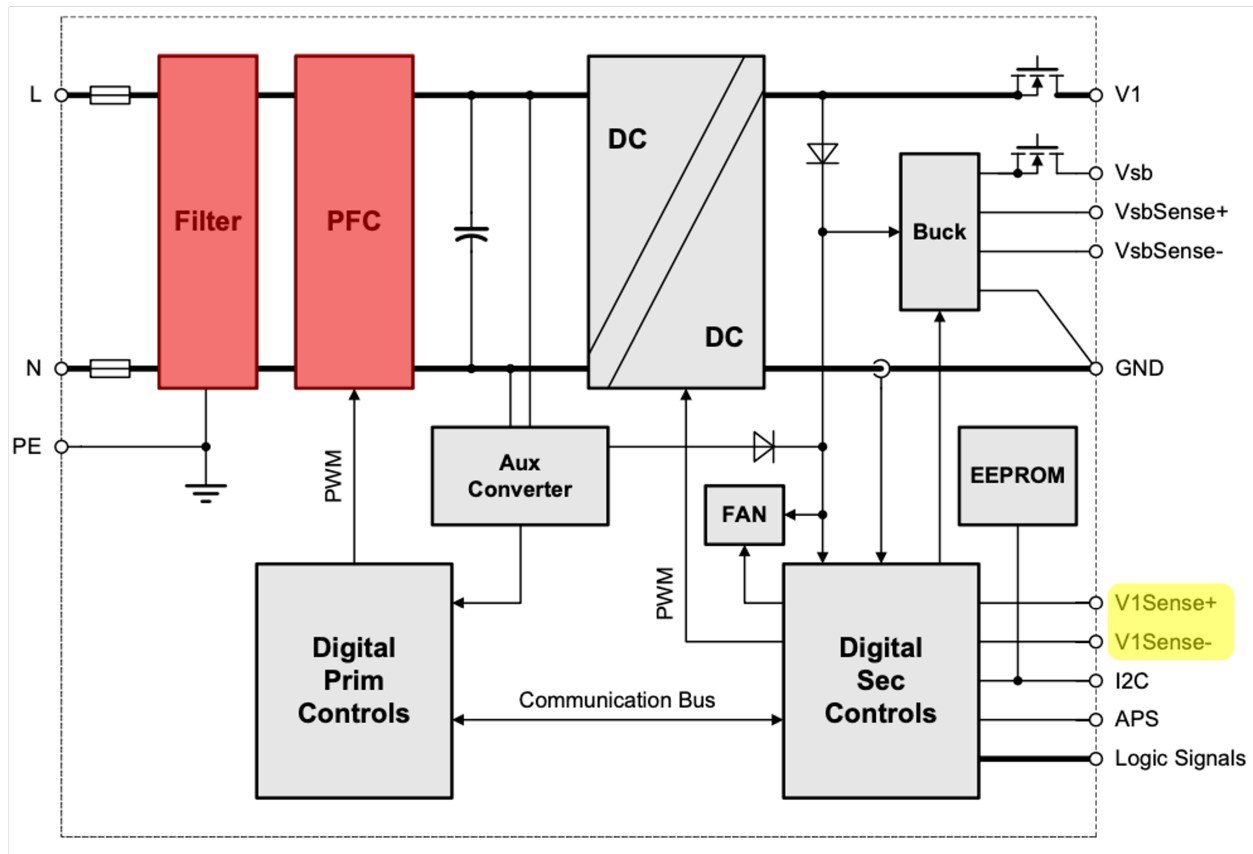 L
Filter
PFC
DC
DC
V1
Vsb
VsbSense+
Buck
VsbSense-
N
GND
PE
PWM
Aux
Converter
EEPROM
FAN
PWM
V1Sense+
V1Sense-
Digital
Prim
Controls
Digital
Sec
Controls
I2C
Communication Bus
APS
Logic Signals